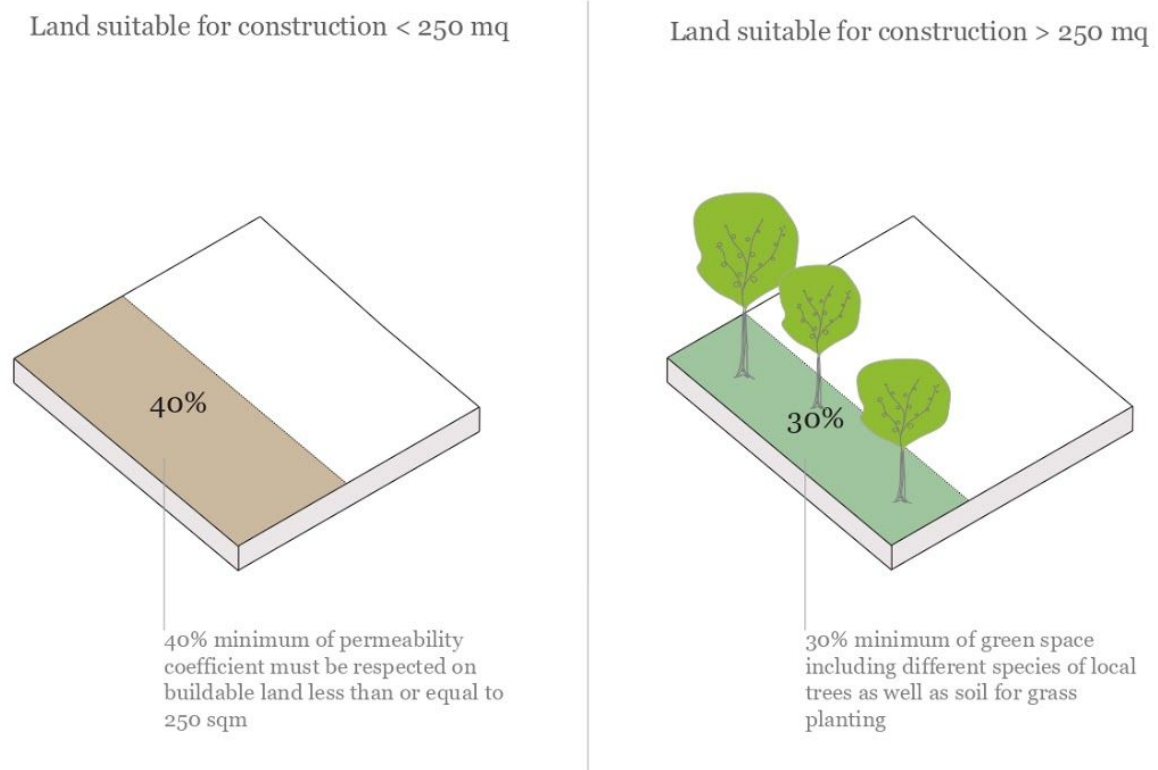 Land suitable for construction < 250 mq
40%
40% minimum of permeability
coefficient must be respected on
buildable land less than or equal to
250 sqm
Land suitable for construction > 250 mq
30%
30% minimum of green space
including different species of local
trees as well as soil for grass
planting